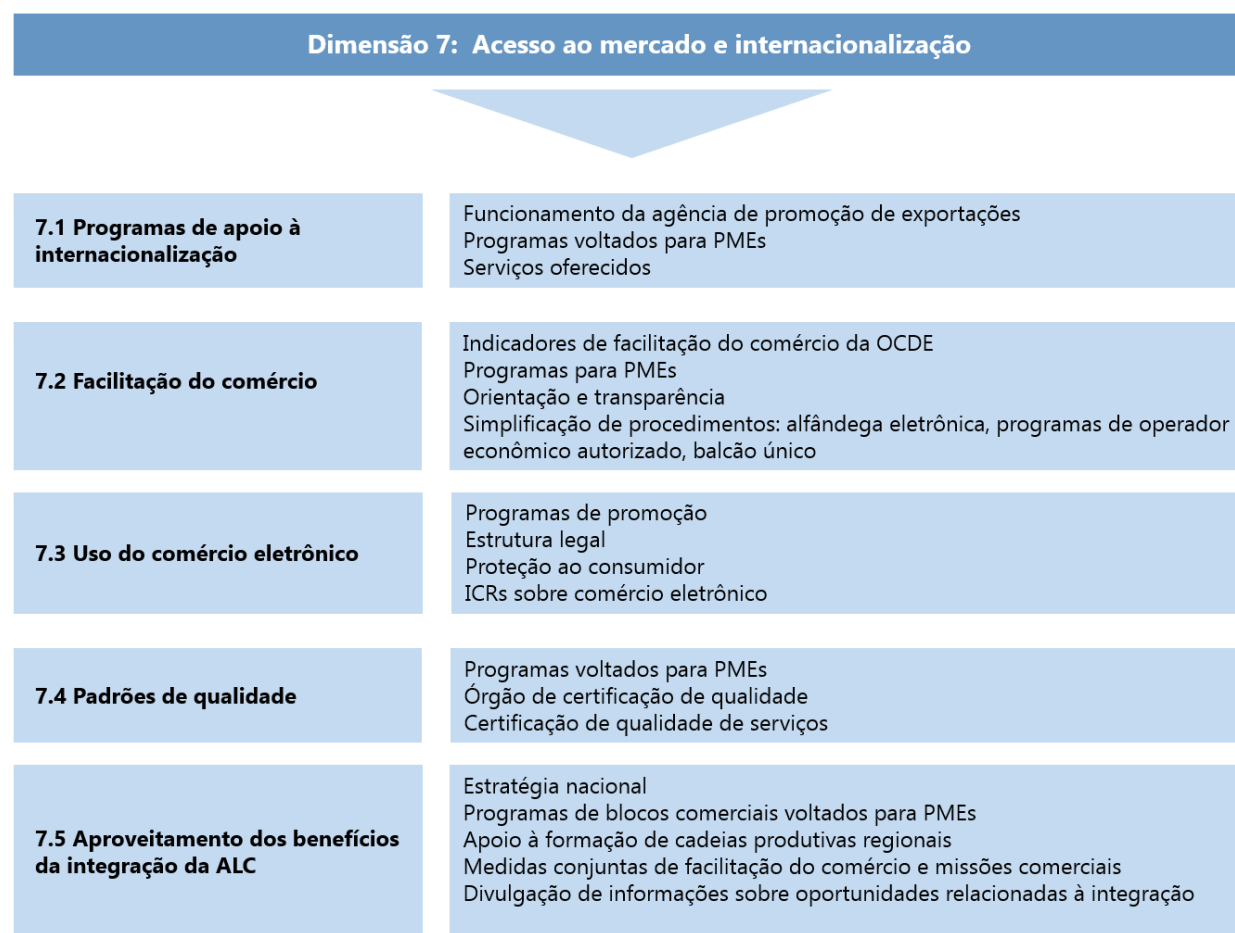 Dimensão 7:  Acesso ao mercado e internacionalização
7.1 Programas de apoio à
internacionalização
Funcionamento da agência de promoção de exportações
Programas voltados para PMEs
Serviços oferecidos
7.2 Facilitação do comércio
Indicadores de facilitação do comércio da OCDE
Programas para PMEs
Orientação e transparência
Simplificação de procedimentos: alfândega eletrônica, programas de operador
econômico autorizado, balcão único
7.3 Uso do comércio eletrônico
Programas de promoção
Estrutura legal
Proteção ao consumidor
ICRs sobre comércio eletrônico
7.4 Padrões de qualidade
Programas voltados para PMEs
Órgão de certificação de qualidade
Certificação de qualidade de serviços
7.5 Aproveitamento dos benefícios
da integração da ALC
Estratégia nacional
Programas de blocos comerciais voltados para PMEs
Apoio à formação de cadeias produtivas regionais
Medidas conjuntas de facilitação do comércio e missões comerciais
Divulgação de informações sobre oportunidades relacionadas à integração